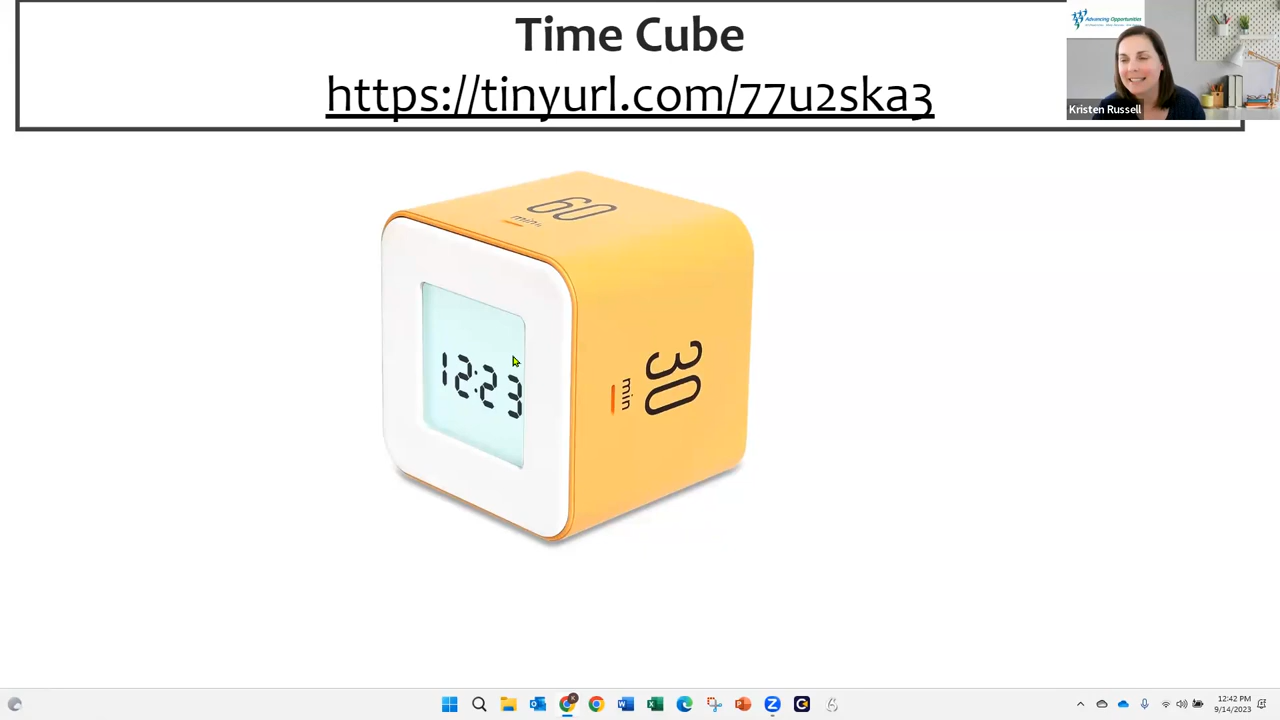 Time Cube
https://tinyurl.com/77u2ska3
Advancing Opportunities
Kristen Russell
60
min
12:23
30
min
12:42 PM
9/14/2023